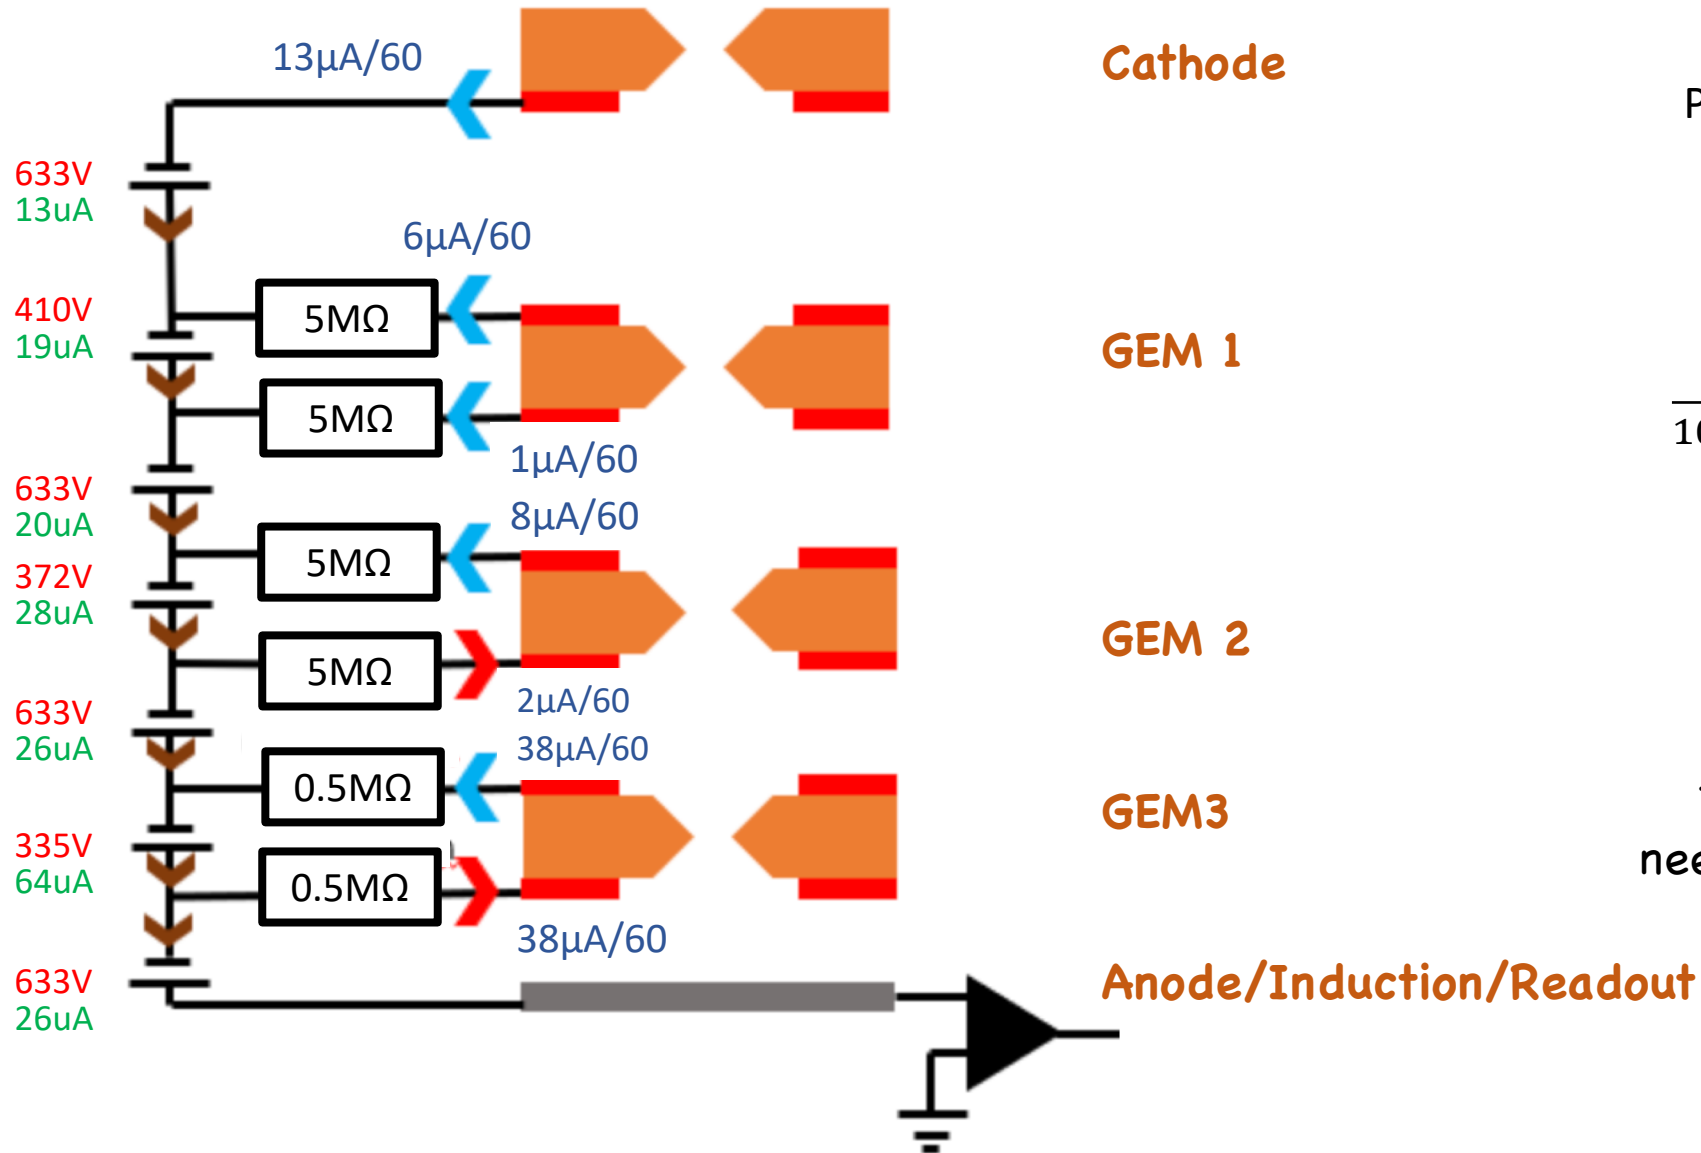 13µA/60
Cathode
P
633V
13uA
6µA/60
410V
19uA
5MΩ
GEM 1
5MΩ
10
1µA/60
633V
20uA
8µA/60
372V
28uA
5MΩ
GEM 2
5MΩ
2µA/60
633V
26uA
38µA/60
0.5MΩ
GEM3
335V
64uA
nee
0.5MΩ
38µA/60
633V
26uA
Anode/Induction/Readout